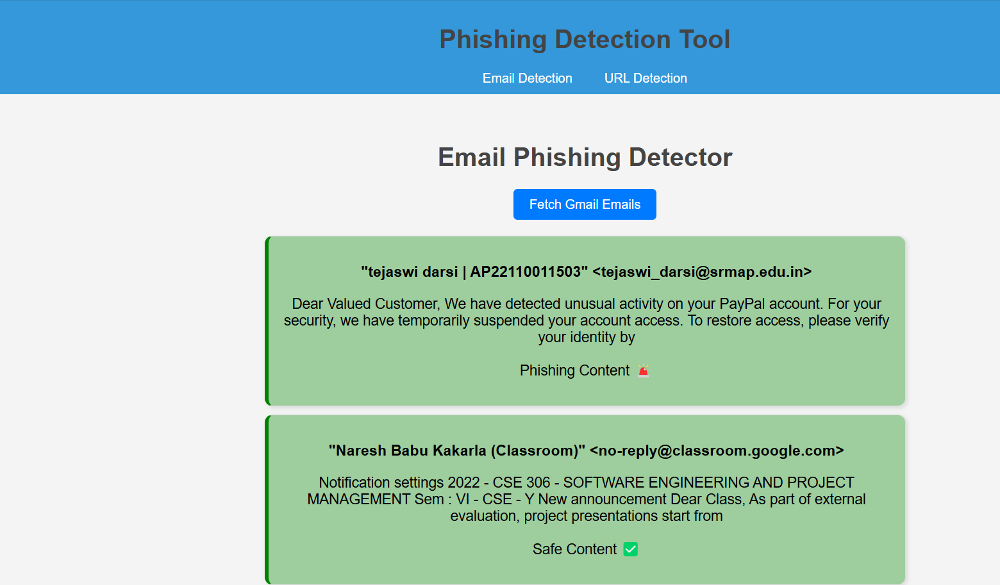 Phishing Detection Tool
Email Detection URL Detection
Email Phishing Detector
Fetch Gmail Emails
"tejaswi darsi | AP22110011503" <tejaswi_darsi@srmap.edu.in>
Dear Valued Customer, We have detected unusual activity on your PayPal account. For your
security, we have temporarily suspended your account access. To restore access, please verify
your identity by
Phishing Content 🚨
"Naresh Babu Kakarla (Classroom)" <no-reply@classroom.google.com>
Notification settings 2022 - CSE 306 - SOFTWARE ENGINEERING AND PROJECT
MANAGEMENT Sem : VI - CSE - Y New announcement Dear Class, As part of external
evaluation, project presentations start from
Safe Content ✅